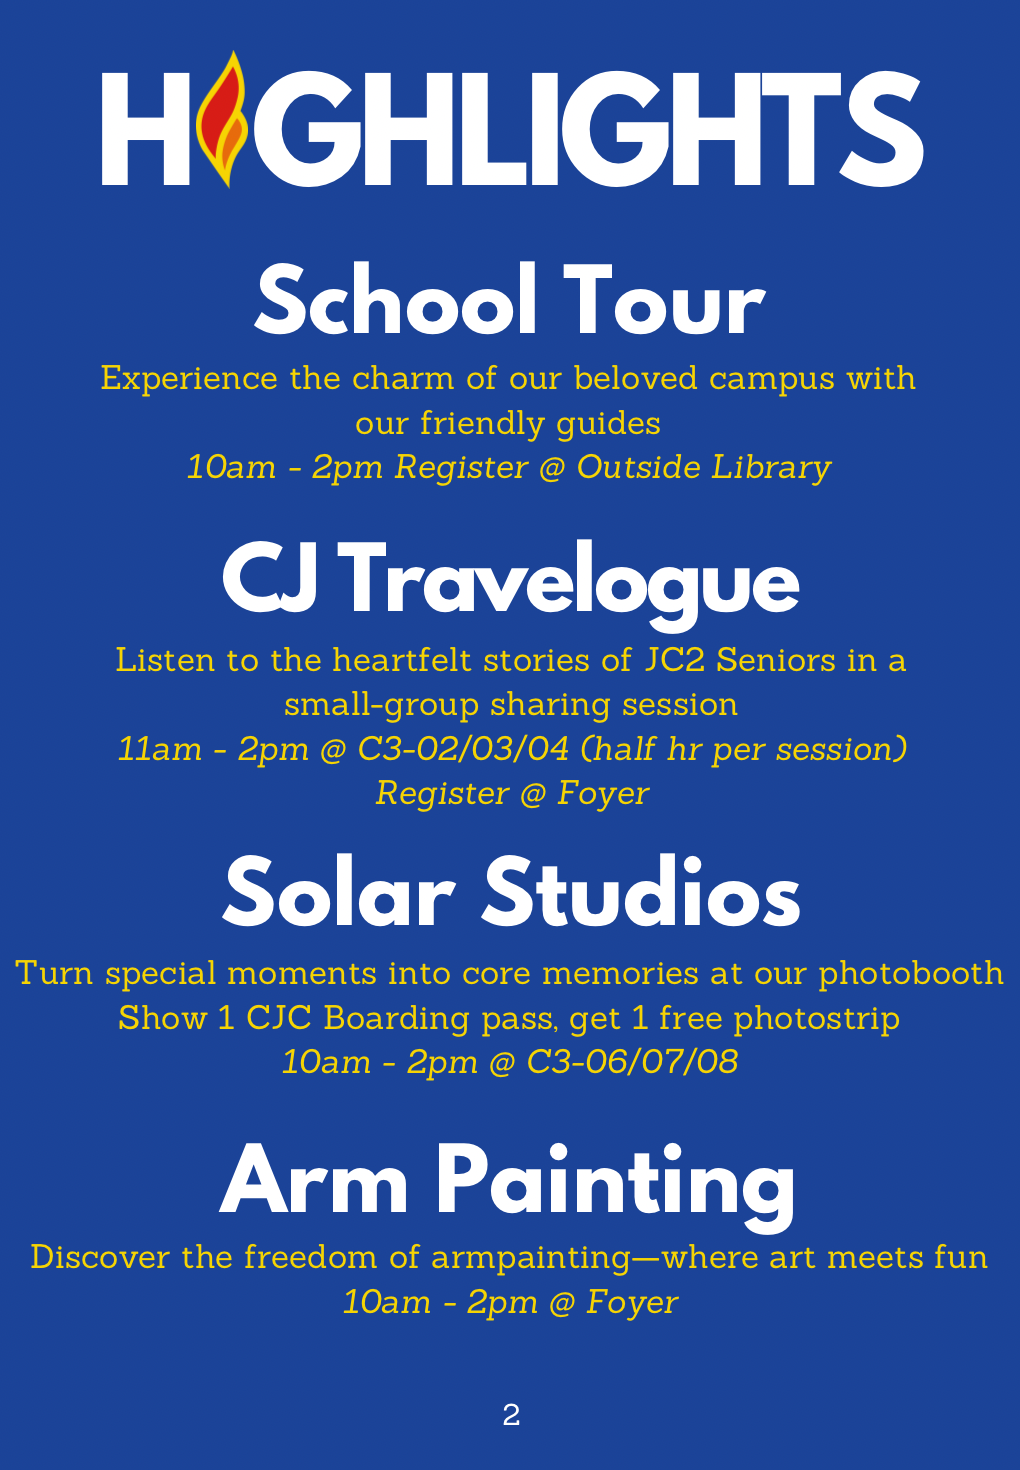 HIGHLIGHTS
School Tour
Experience the charm of our beloved campus with
our friendly guides
10am - 2pm Register @ Outside Library
CJ Travelogue
Listen to the heartfelt stories of JC2 Seniors in a
small-group sharing session
11am - 2pm @ C3-02/03/04 (half hr per session)
Register @ Foyer
Solar Studios
Turn special moments into core memories at our photobooth
Show 1 CJC Boarding pass, get 1 free photostrip
10am - 2pm @ C3-06/07/08
Arm Painting
Discover the freedom of armpainting—where art meets fun
10am - 2pm @ Foyer
2